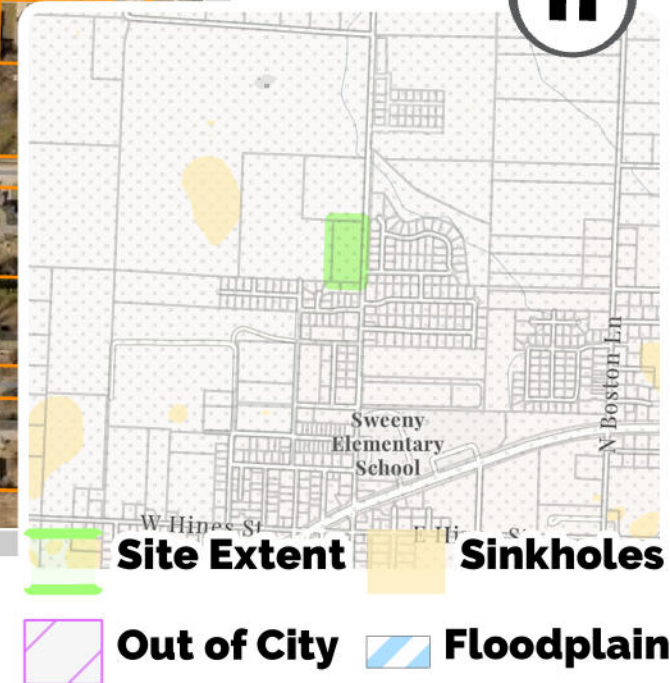 N Boston Ln
Sweeny
Elementary
School
W Hines St
Site Extent
Sinkholes
Out of City
Floodplain